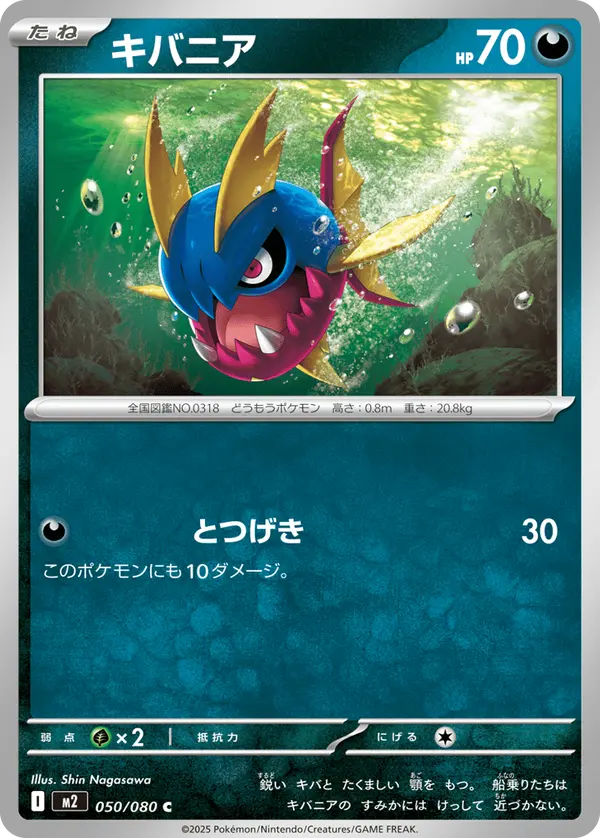 たね
キバニア
HP70
全国図鑑NO.0318 どうもうポケモン 高さ:0.8m 重さ:20.8kg
とつげき 30
このポケモンにも10ダメージ。
弱点 ×2 抵抗力 にげる
Illus. Shin Nagasawa
鋭い キバと たくましい 顎を もつ。 船乗りたちは
キバニアの すみかには けっして 近づかない。
I m2 050/080 C
©2025 Pokémon/Nintendo/Creatures/GAME FREAK.